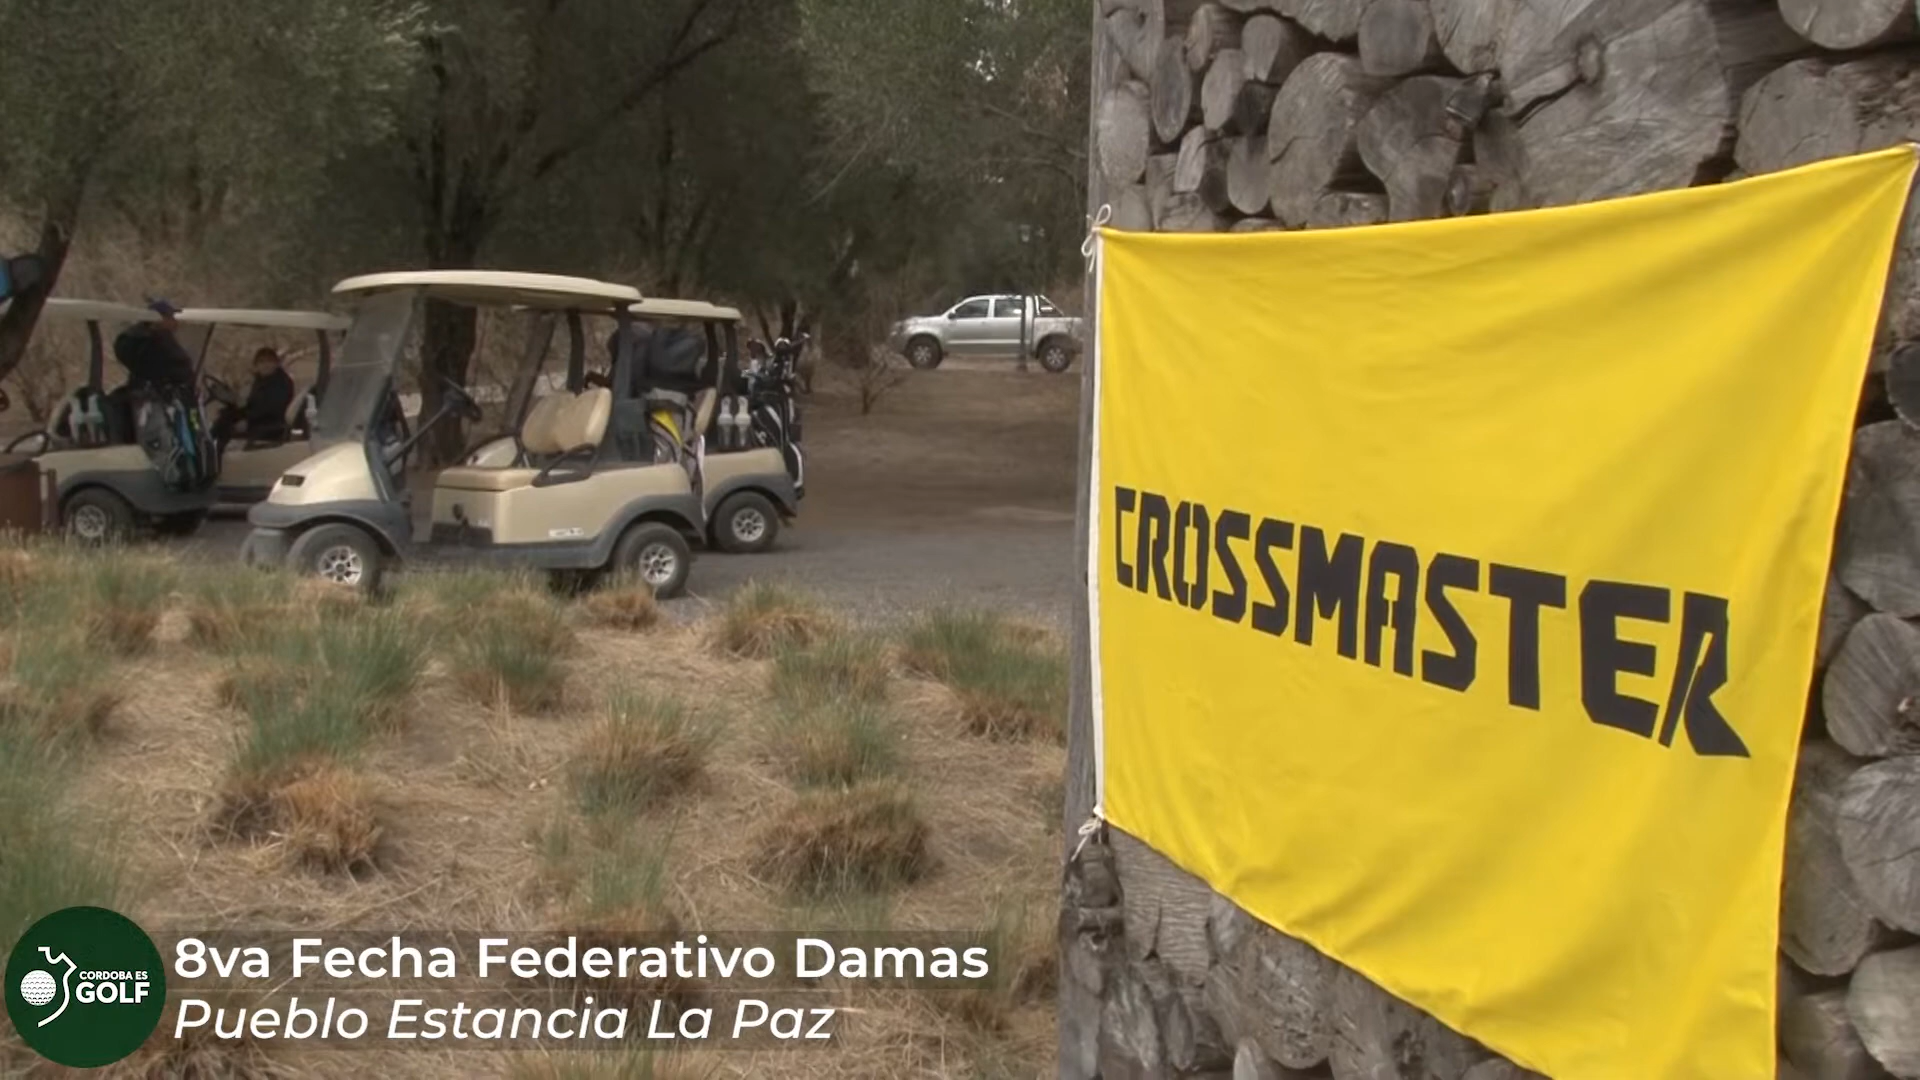 CROSSMASTER
8va Fecha Federativo Damas
Pueblo Estancia La Paz
CORDOBA ES
GOLF